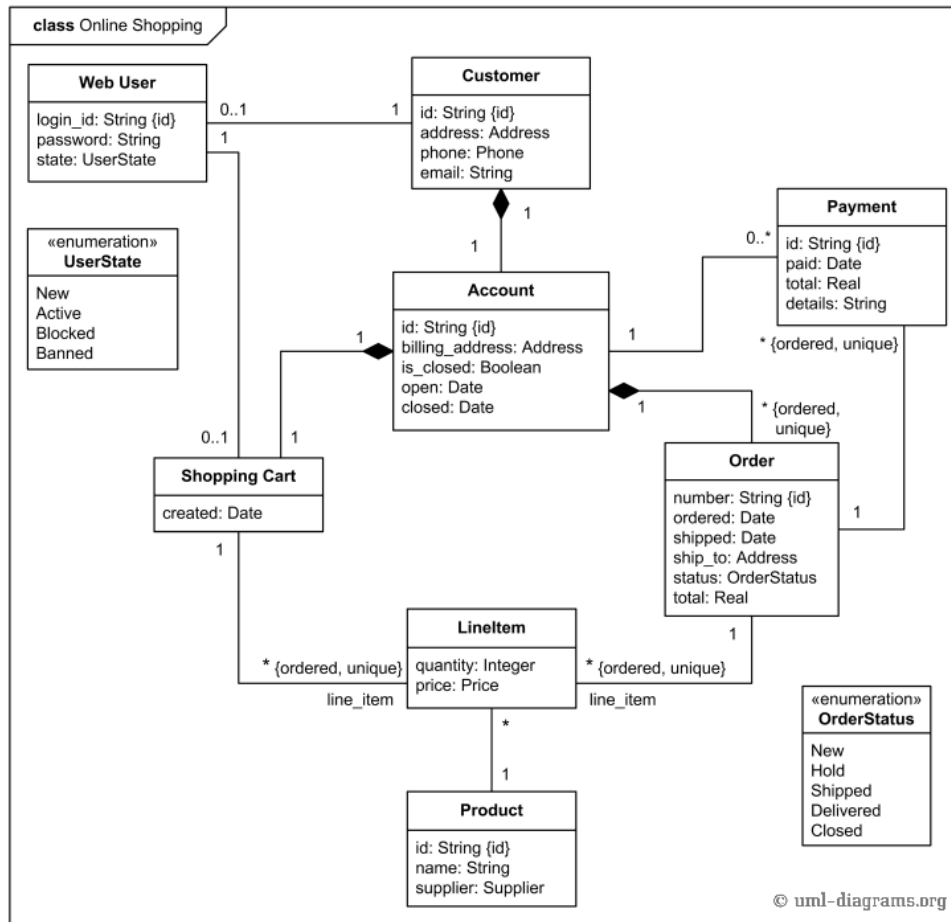 class Online Shopping
Web User
login_id: String {id}
password: String
state: UserState
0..1
1
1
Customer
id: String {id}
address: Address
phone: Phone
email: String
1
1
«enumeration»
UserState
New
Active
Blocked
Banned
Account
id: String {id}
billing_address: Address
is_closed: Boolean
open: Date
closed: Date
1
1
1
Payment
id: String {id}
paid: Date
total: Real
details: String
0..*
* {ordered, unique}
* {ordered,
unique}
0..1
1
Shopping Cart
created: Date
1
Order
number: String {id}
ordered: Date
shipped: Date
ship_to: Address
status: OrderStatus
total: Real
1
1
LineItem
quantity: Integer
price: Price
* {ordered, unique}
line_item
* {ordered, unique}
line_item
*
1
Product
id: String {id}
name: String
supplier: Supplier
«enumeration»
OrderStatus
New
Hold
Shipped
Delivered
Closed
© uml-diagrams.org